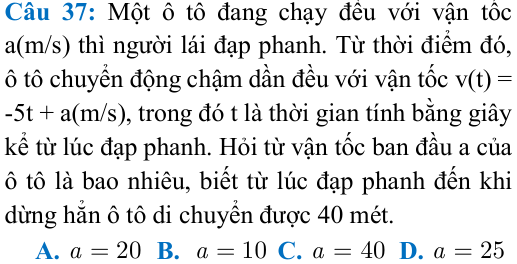 Câu 37: Một ô tô đang chạy đều với vận tốc
a(m/s) thì người lái đạp phanh. Từ thời điểm đó,
ô tô chuyển động chậm dần đều với vận tốc v(t) =
-5t + a(m/s), trong đó t là thời gian tính bằng giây
kể từ lúc đạp phanh. Hỏi từ vận tốc ban đầu a của
ô tô là bao nhiêu, biết từ lúc đạp phanh đến khi
dừng hẳn ô tô di chuyển được 40 mét.
A. a = 20 B. a = 10 C. a = 40 D. a = 25